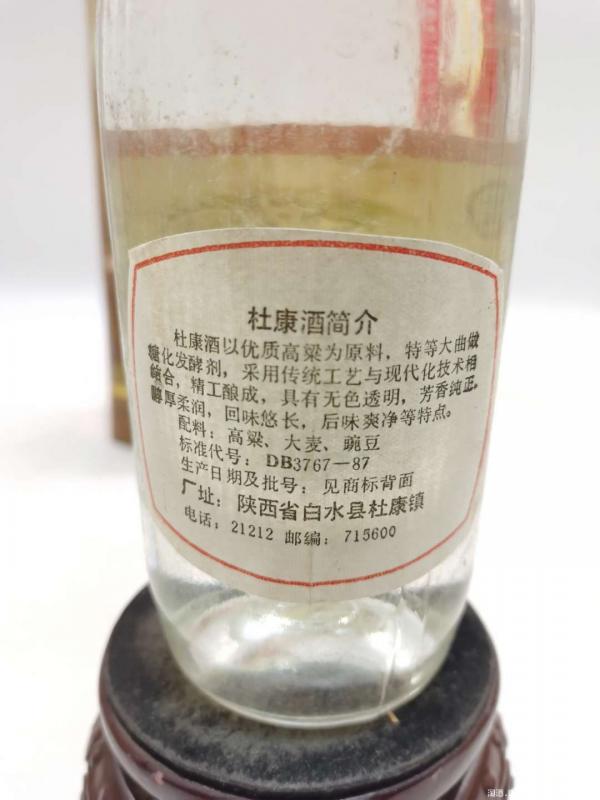 杜康酒简介
杜康酒以优质高粱为原料，特等大曲做
糖化发酵剂，采用传统工艺与现代化技术相
结合，精工酿成，具有无色透明，芳香纯正。
醇厚柔润，回味悠长，后味爽净等特点。
配料：高粱、大麦、豌豆
标准代号：DB3767—87
生产日期及批号：见商标背面
厂址：陕西省白水县杜康镇
电话：21212 邮编：715600
淘酒